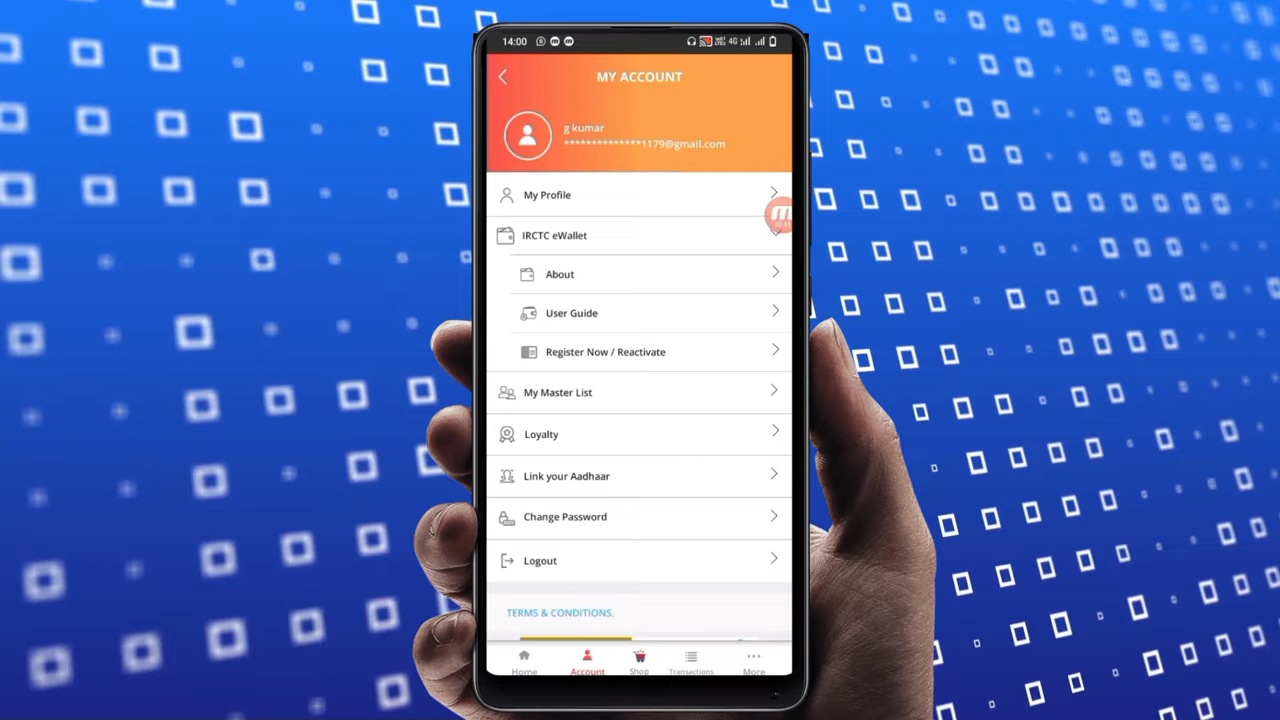 14:00
4G
MY ACCOUNT
g kumar
**************1179@gmail.com
My Profile
IRCTC eWallet
About
User Guide
Register Now / Reactivate
My Master List
Loyalty
Link your Aadhaar
Change Password
Logout
TERMS & CONDITIONS.
Home Account Shop Transactions More